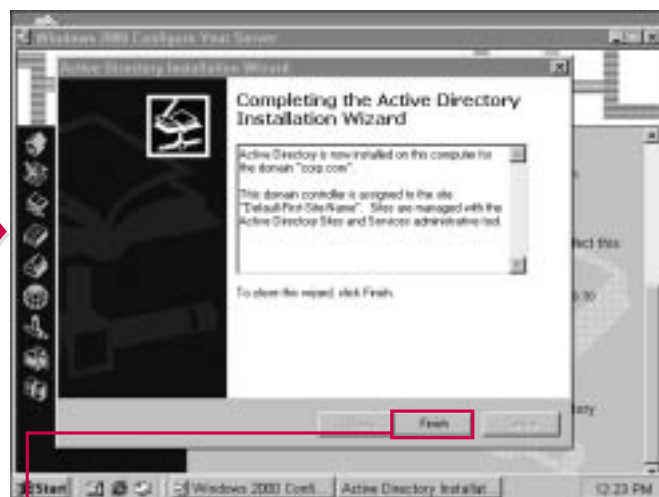 Windows 2000 Configure Your Server
Active Directory Installation Wizard
Completing the Active Directory
Installation Wizard
Active Directory is now installed on this computer for
the domain "corp.com".
This domain controller is assigned to the site
"Default-First-Site-Name". Sites are managed with the
Active Directory Sites and Services administrative tool.
To close this wizard, click Finish.
Finish
Start
Windows 2000 Confi...
Active Directory Installat...
12:23 PM